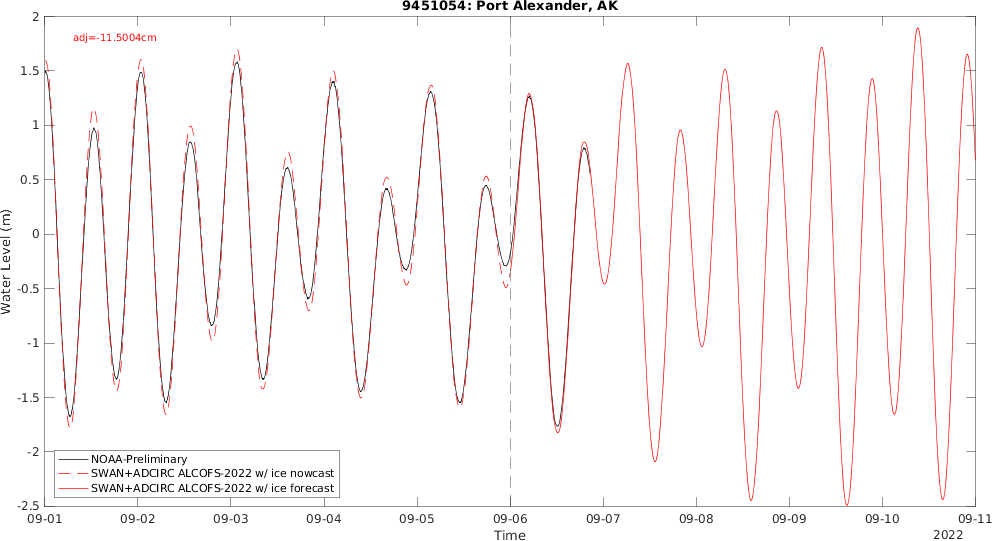 9451054: Port Alexander, AK
adj=-11.5004cm
2
1.5
1
0.5
0
-0.5
-1
-1.5
-2
-2.5
Water Level (m)
NOAA-Preliminary
SWAN+ADCIRC ALCOFS-2022 w/ ice nowcast
SWAN+ADCIRC ALCOFS-2022 w/ ice forecast
09-01 09-02 09-03 09-04 09-05 09-06 09-07 09-08 09-09 09-10 09-11
Time
2022